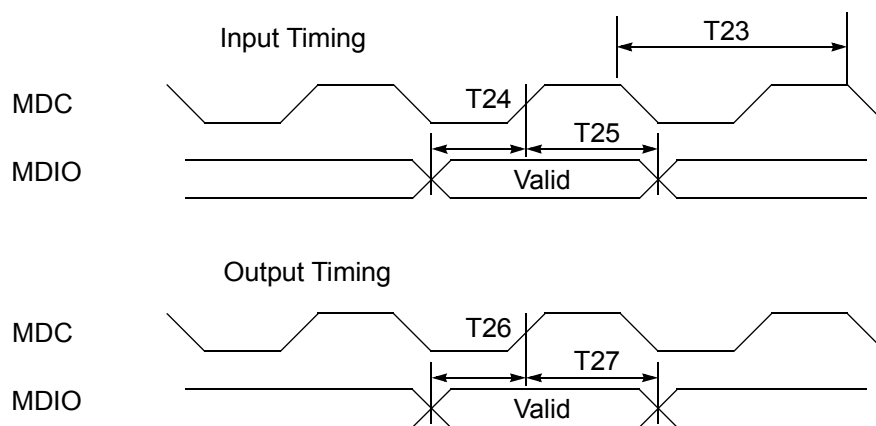 Input Timing
T23
MDC
T24
T25
MDIO
Valid
Output Timing
MDC
T26
T27
MDIO
Valid